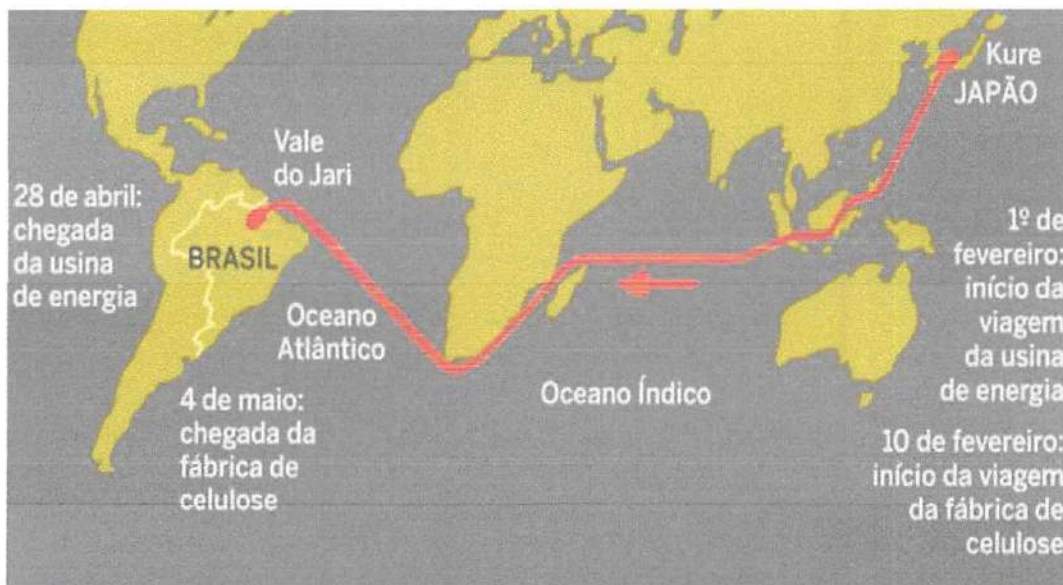 Kure
JAPÃO
Vale
do Jari
28 de abril:
chegada
da usina
de energia
BRASIL
Oceano
Atlântico
4 de maio:
chegada da
fábrica de
celulose
Oceano Índico
1º de
fevereiro:
início da
viagem
da usina
de energia
10 de fevereiro:
início da viagem
da fábrica de
celulose